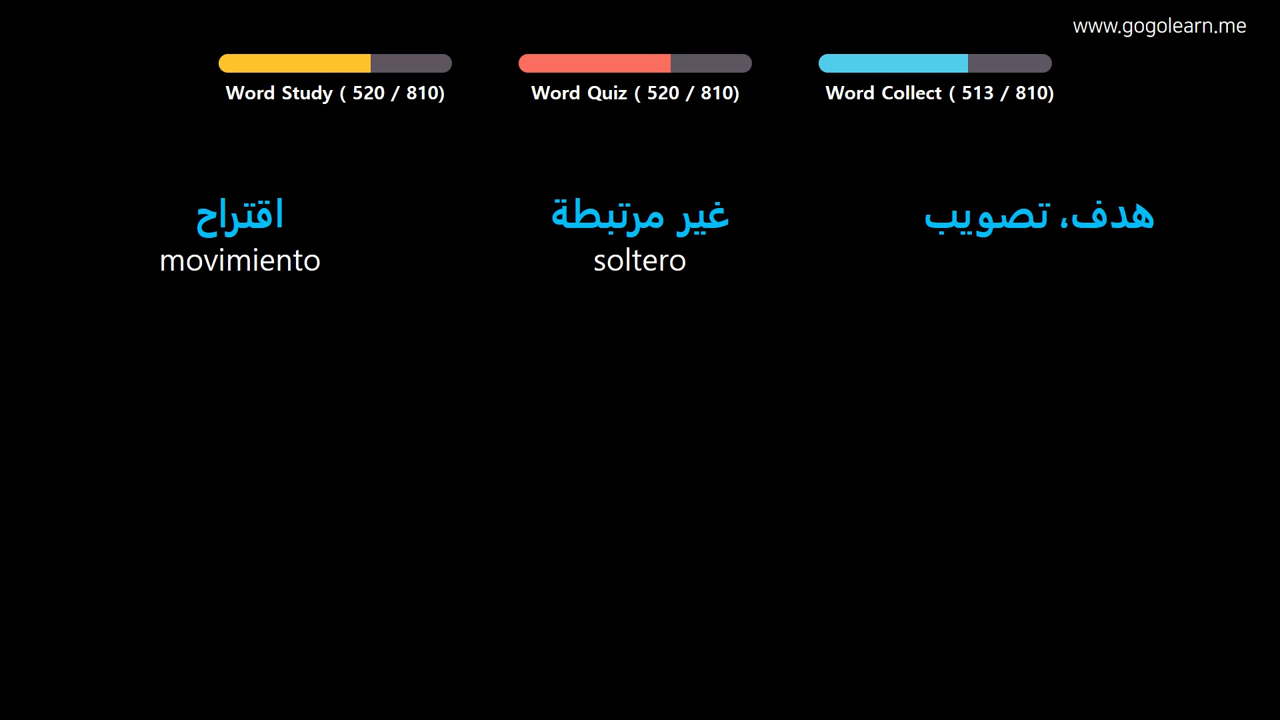 www.gogolearn.me
Word Study ( 520 / 810)
Word Quiz ( 520 / 810)
Word Collect ( 513 / 810)
اقتراح
movimiento
غير مرتبطة
soltero
هدف، تصويب